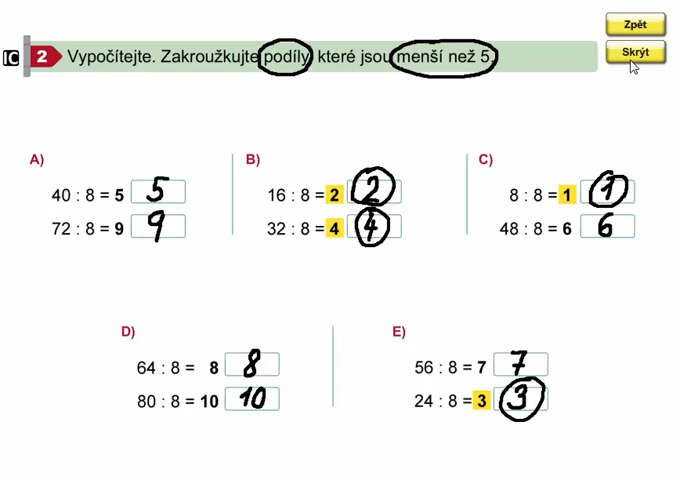 Zpět
IC 2 Vypočítejte. Zakroužkujte podíly, které jsou menší než 5.
Skrýt
A)
40 : 8 = 5 5
72 : 8 = 9 9
B)
16 : 8 = 2 2
32 : 8 = 4 4
C)
8 : 8 = 1 1
48 : 8 = 6 6
D)
64 : 8 = 8 8
80 : 8 = 10 10
E)
56 : 8 = 7 7
24 : 8 = 3 3